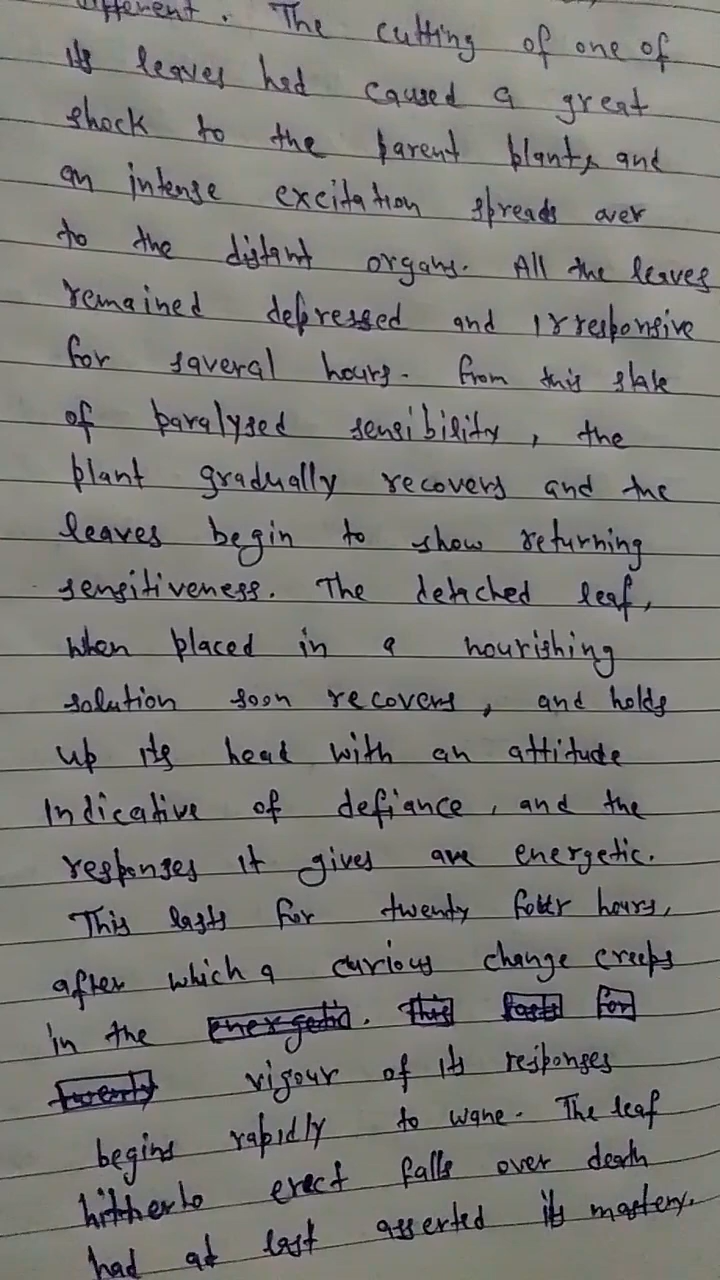 different. The cutting of one of
its leaves had caused a great
shock to the parent plant, and
an intense excitation spreads over
to the distant organs. All the leaves
remained depressed and irresponsive
for saveral hours. From this state
of paralysed sensibility, the
plant gradually recovers and the
leaves begin to show returning
sensitiveness. The detached leaf,
when placed in a nourishing
solution soon recovers, and holds
up its head with an attitude
indicative of defiance, and the
responses it gives are energetic.
This lasts for twenty four hours,
after which a curious change creeps
in the energetic. This lasts for
twenty vigour of its responses
begins rapidly to wane. The leaf
hitherto erect falls over death
had at last asserted its mastery.